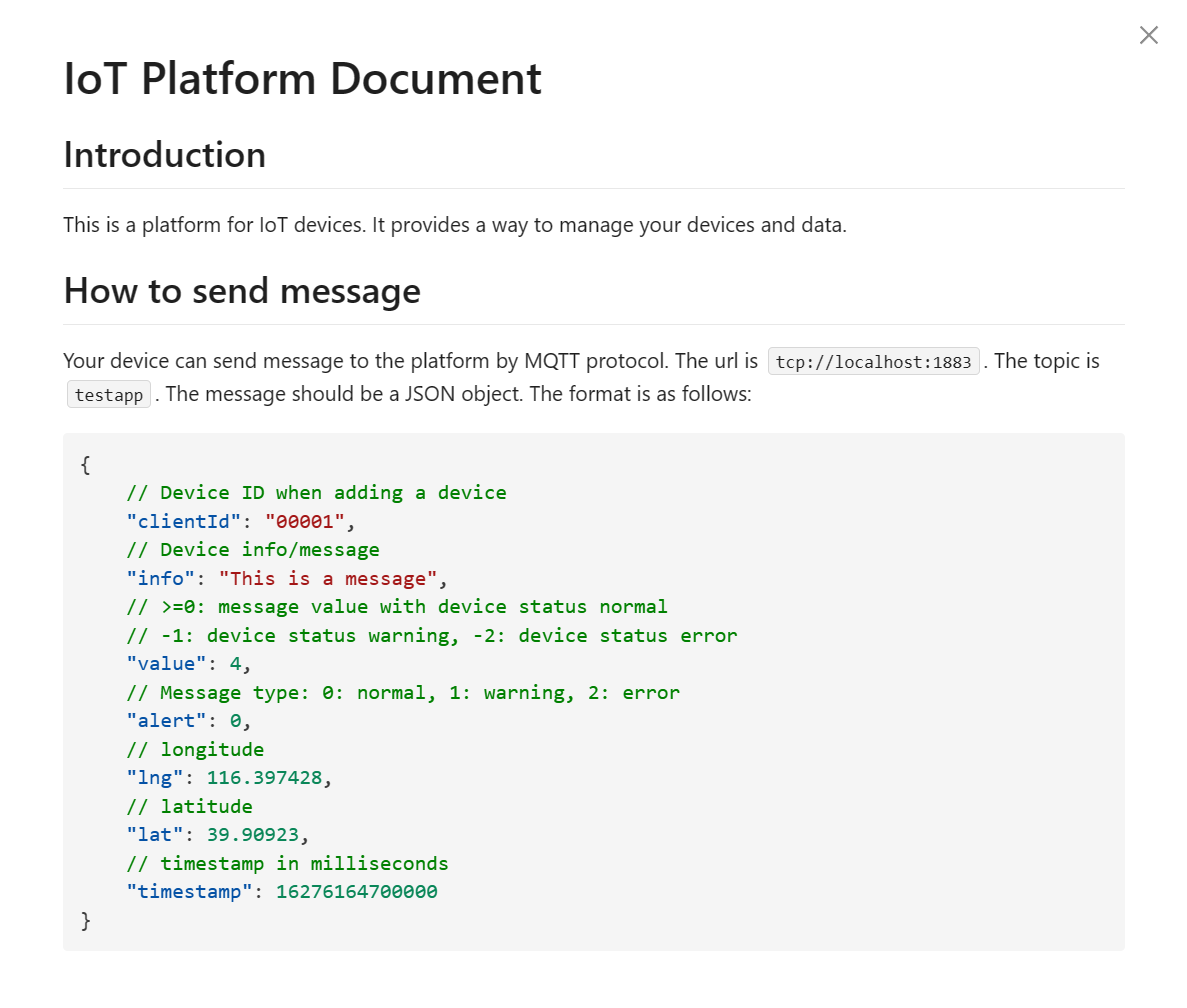 IoT Platform Document
Introduction
This is a platform for IoT devices. It provides a way to manage your devices and data.
How to send message
Your device can send message to the platform by MQTT protocol. The url is tcp://localhost:1883 . The topic is
testapp . The message should be a JSON object. The format is as follows:
{
    // Device ID when adding a device
    "clientId": "00001",
    // Device info/message
    "info": "This is a message",
    // >=0: message value with device status normal
    // -1: device status warning, -2: device status error
    "value": 4,
    // Message type: 0: normal, 1: warning, 2: error
    "alert": 0,
    // longitude
    "lng": 116.397428,
    // latitude
    "lat": 39.90923,
    // timestamp in milliseconds
    "timestamp": 16276164700000
}